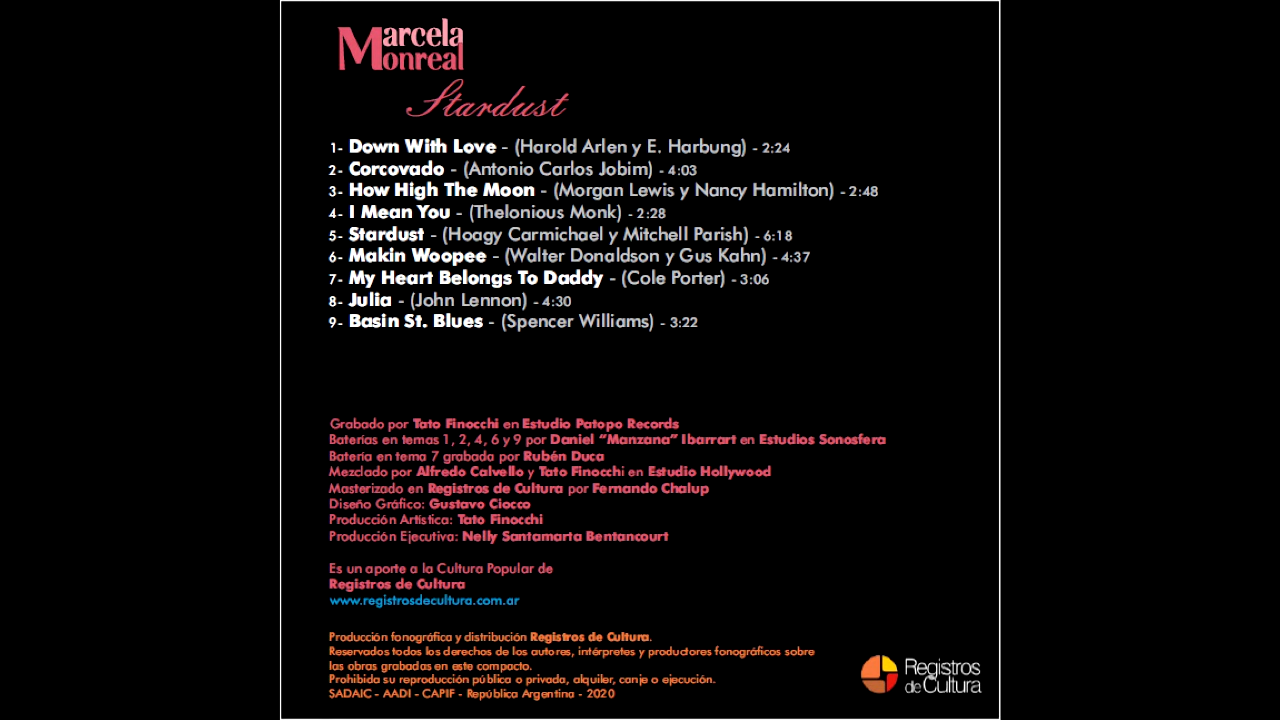 Marcela
Monreal
Stardust
1- Down With Love - (Harold Arlen y E. Harbung) - 2:24
2- Corcovado - (Antonio Carlos Jobim) - 4:03
3- How High The Moon - (Morgan Lewis y Nancy Hamilton) - 2:48
4- I Mean You - (Thelonious Monk) - 2:28
5- Stardust - (Hoagy Carmichael y Mitchell Parish) - 6:18
6- Makin Woopee - (Walter Donaldson y Gus Kahn) - 4:37
7- My Heart Belongs To Daddy - (Cole Porter) - 3:06
8- Julia - (John Lennon) - 4:30
9- Basin St. Blues - (Spencer Williams) - 3:22
Grabado por Tato Finocchi en Estudio Patopo Records
Baterías en temas 1, 2, 4, 6 y 9 por Daniel “Manzana” Ibarrart en Estudios Sonosfera
Batería en tema 7 grabada por Rubén Duca
Mezclado por Alfredo Calvello y Tato Finocchi en Estudio Hollywood
Masterizado en Registros de Cultura por Fernando Chalup
Diseño Gráfico: Gustavo Ciocco
Producción Artística: Tato Finocchi
Producción Ejecutiva: Nelly Santamarta Bentancourt
Es un aporte a la Cultura Popular de
Registros de Cultura
www.registrosdecultura.com.ar
Producción fonográfica y distribución Registros de Cultura.
Reservados todos los derechos de los autores, intérpretes y productores fonográficos sobre
las obras grabadas en este compacto.
Prohibida su reproducción pública o privada, alquiler, canje o ejecución.
SADAIC - AADI - CAPIF - República Argentina - 2020
Registros
de Cultura